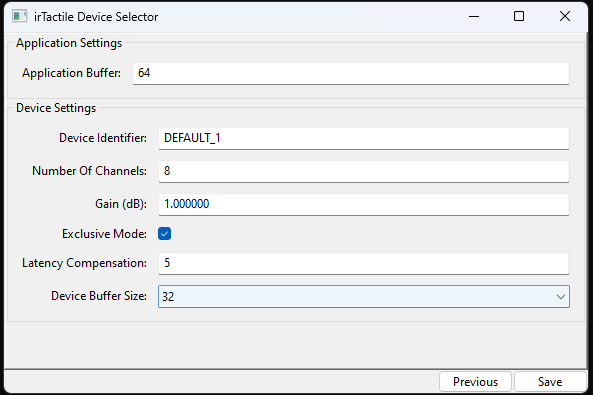 irTactile Device Selector
Application Settings
Application Buffer: 64
Device Settings
Device Identifier: DEFAULT_1
Number Of Channels: 8
Gain (dB): 1.000000
Exclusive Mode:
Latency Compensation: 5
Device Buffer Size: 32
Previous Save